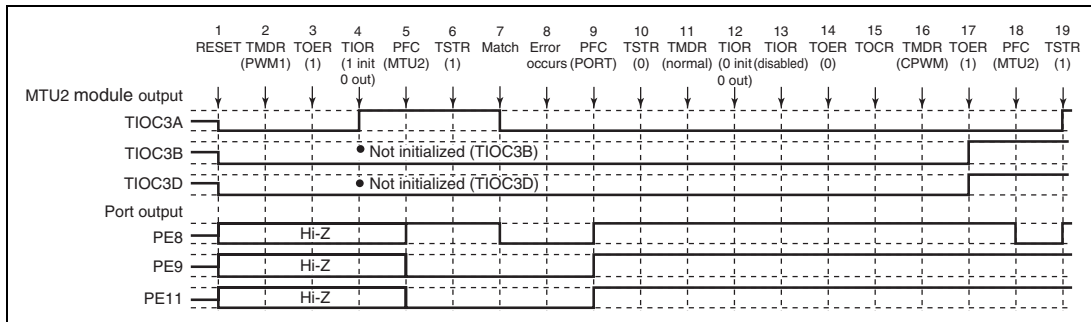 1 2 3 4 5 6 7 8 9 10 11 12 13 14 15 16 17 18 19
RESET TMDR TOER TIOR PFC TSTR Match Error PFC TSTR TMDR TIOR TIOR TOER TOCR TMDR TOER PFC TSTR
(PWM1) (1) (1 init (MTU2) (1) occurs (PORT) (0) (normal) (0 init (disabled) (0) (CPWM) (1) (MTU2) (1)
0 out) 0 out)
MTU2 module output
TIOC3A
TIOC3B • Not initialized (TIOC3B)
TIOC3D • Not initialized (TIOC3D)
Port output
PE8 Hi-Z
PE9 Hi-Z
PE11 Hi-Z